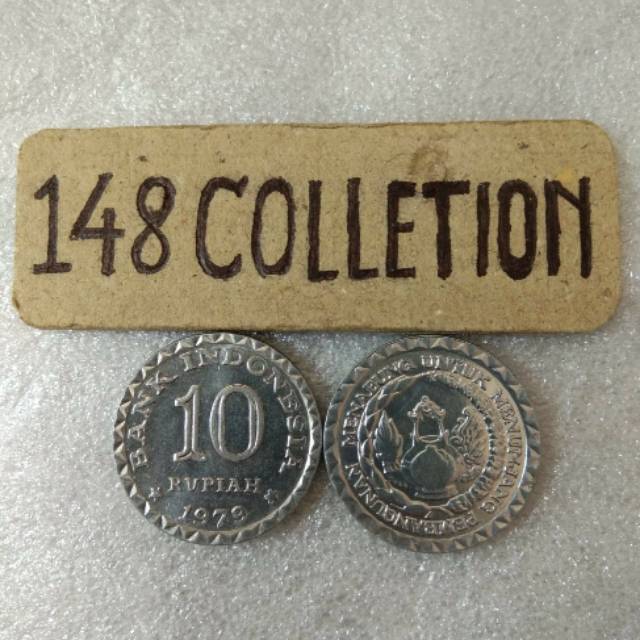 148 COLLETION
BANK INDONESIA
10
RUPIAH
1979
MENABUNG UNTUK MENUNJANG PEMBANGUNAN